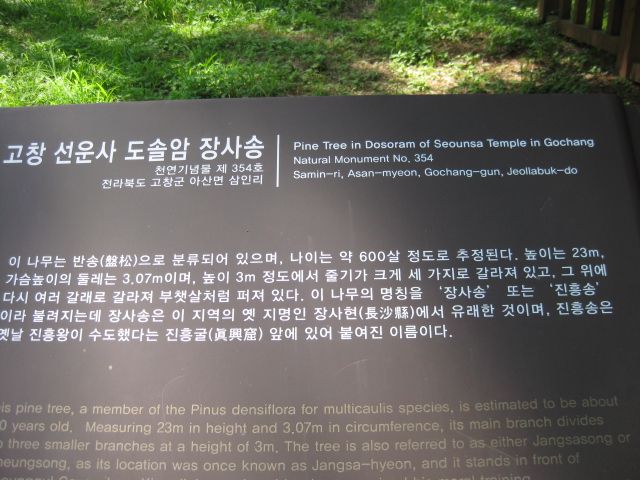 고창 선운사 도솔암 장사송
천연기념물 제 354호
전라북도 고창군 아산면 삼인리
Pine Tree in Dosoram of Seounsa Temple in Gochang
Natural Monument No. 354
Samin-ri, Asan-myeon, Gochang-gun, Jeollabuk-do
이 나무는 반송(盤松)으로 분류되어 있으며, 나이는 약 600살 정도로 추정된다. 높이는 23m,
가슴높이의 둘레는 3.07m이며, 높이 3m 정도에서 줄기가 크게 세 가지로 갈라져 있고, 그 위에
다시 여러 갈래로 갈라져 부챗살처럼 퍼져 있다. 이 나무의 명칭을 ‘장사송’ 또는 ‘진흥송’
이라 불려지는데 장사송은 이 지역의 옛 지명인 장사현(長沙縣)에서 유래한 것이며, 진흥송은
옛날 진흥왕이 수도했다는 진흥굴(眞興窟) 앞에 있어 붙여진 이름이다.
his pine tree, a member of the Pinus densiflora for multicaulis species, is estimated to be about
0 years old. Measuring 23m in height and 3.07m in circumference, its main branch divides
three smaller branches at a height of 3m. The tree is also referred to as either Jangsasong or
heungsong, as its location was once known as Jangsa-hyeon, and it stands in front of